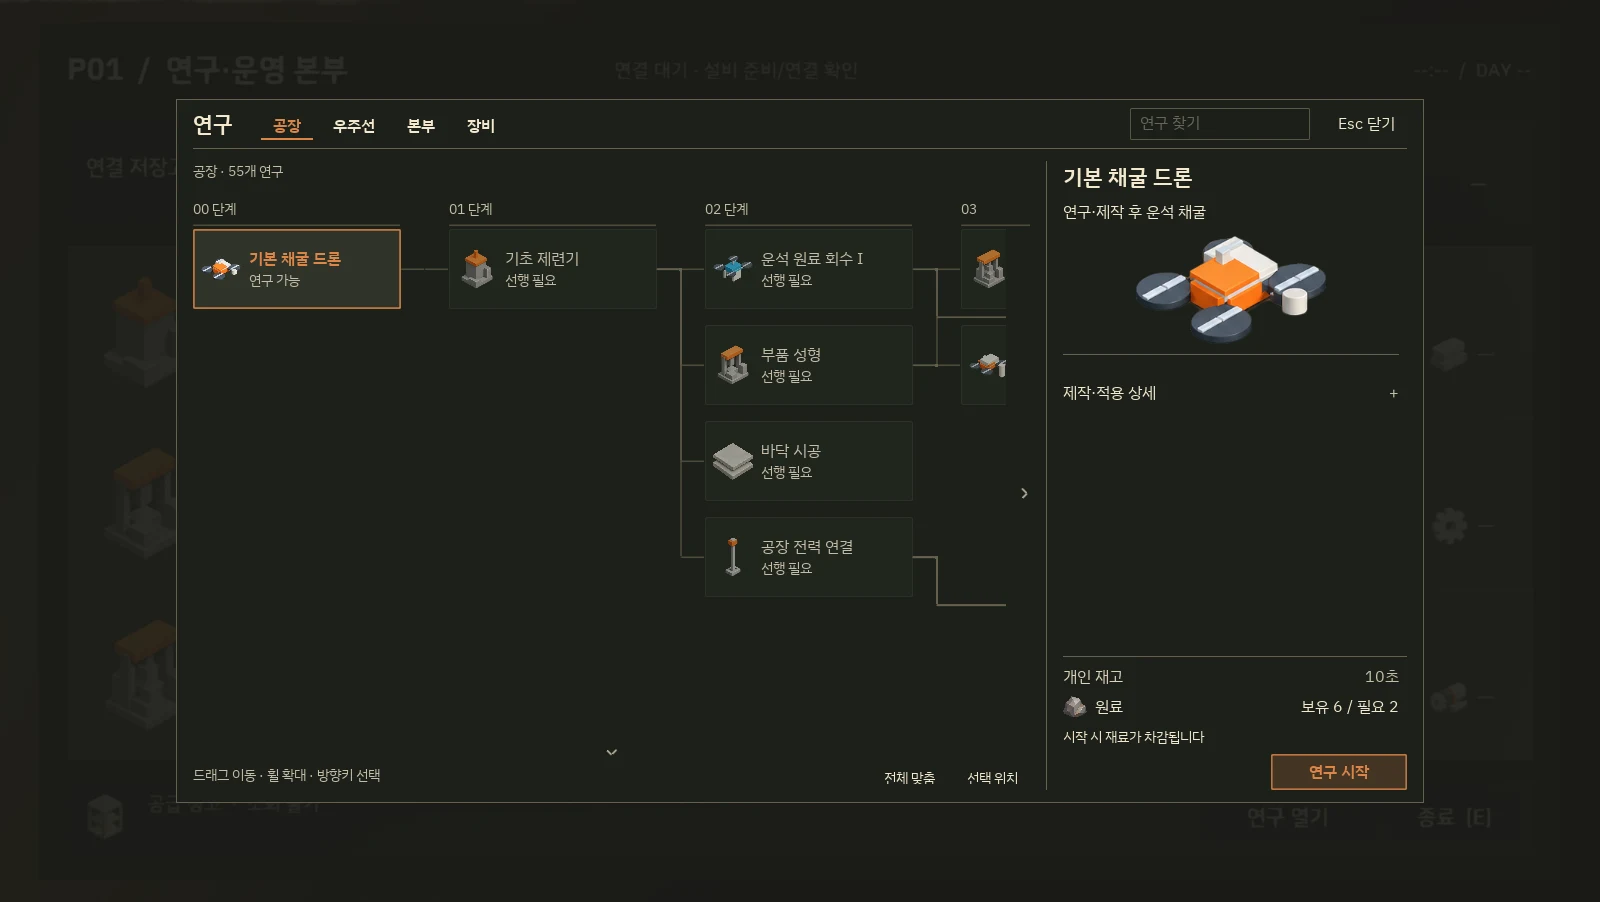 P01 / 연구·운영 본부
연결 대기 - 설비 준비/연결 확인
--:-- / DAY --
연구
공장
우주선
본부
장비
연구 찾기
Esc 닫기
연결 저장고
공장 · 55개 연구
00 단계
01 단계
02 단계
03
기본 채굴 드론
연구 가능
기초 제련기
선행 필요
운석 원료 회수 I
선행 필요
부품 성형
선행 필요
바닥 시공
선행 필요
공장 전력 연결
선행 필요
기본 채굴 드론
연구·제작 후 운석 채굴
제작·적용 상세
+
개인 재고
10초
원료
보유 6 / 필요 2
시작 시 재료가 차감됩니다
연구 시작
드래그 이동 · 휠 확대 · 방향키 선택
전체 맞춤
선택 위치
연구 열기
종료 [E]